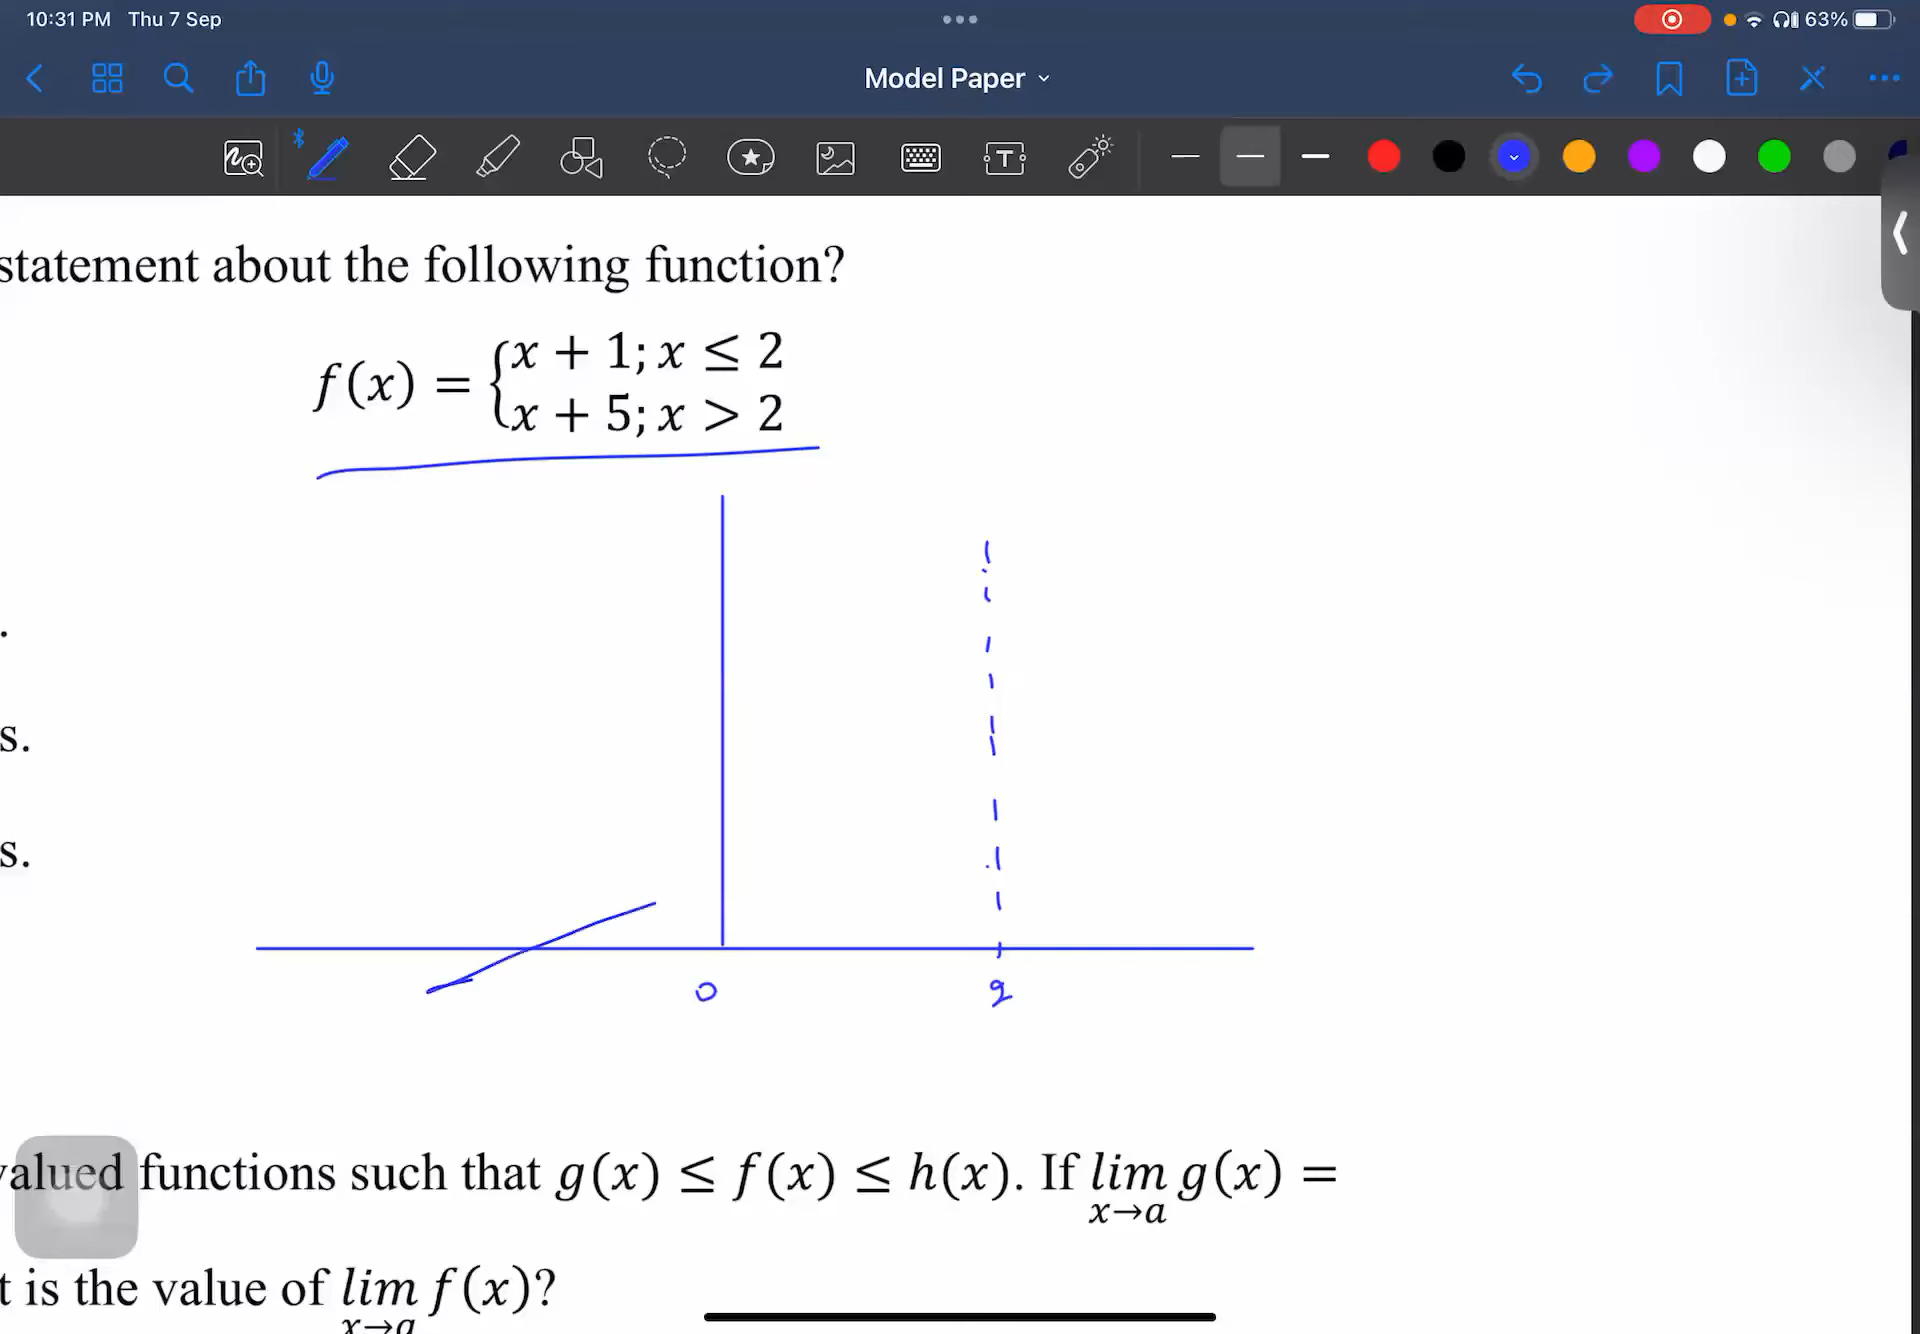 10:31 PM Thu 7 Sep
63%
Model Paper
T
statement about the following function?
f(x) = {x + 1; x ≤ 2
x + 5; x > 2
.
s.
s.
0 2
valued functions such that g(x) ≤ f(x) ≤ h(x). If lim g(x) =
x→a
t is the value of lim f(x)?
x→a